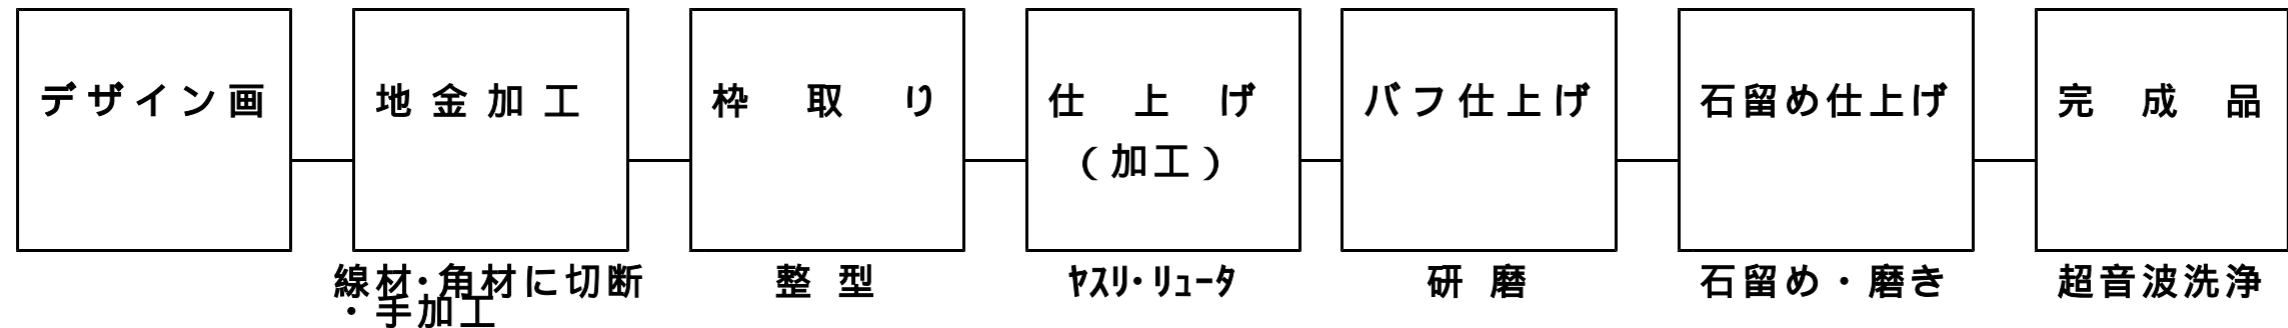 デザイン画
地金加工
枠取り
仕上げ
（加工）
バフ仕上げ
石留め仕上げ
完成品
線材・角材に切断
・手加工
整型
ﾔｽﾘ・ﾘｭｰﾀ
研磨
石留め・磨き
超音波洗浄